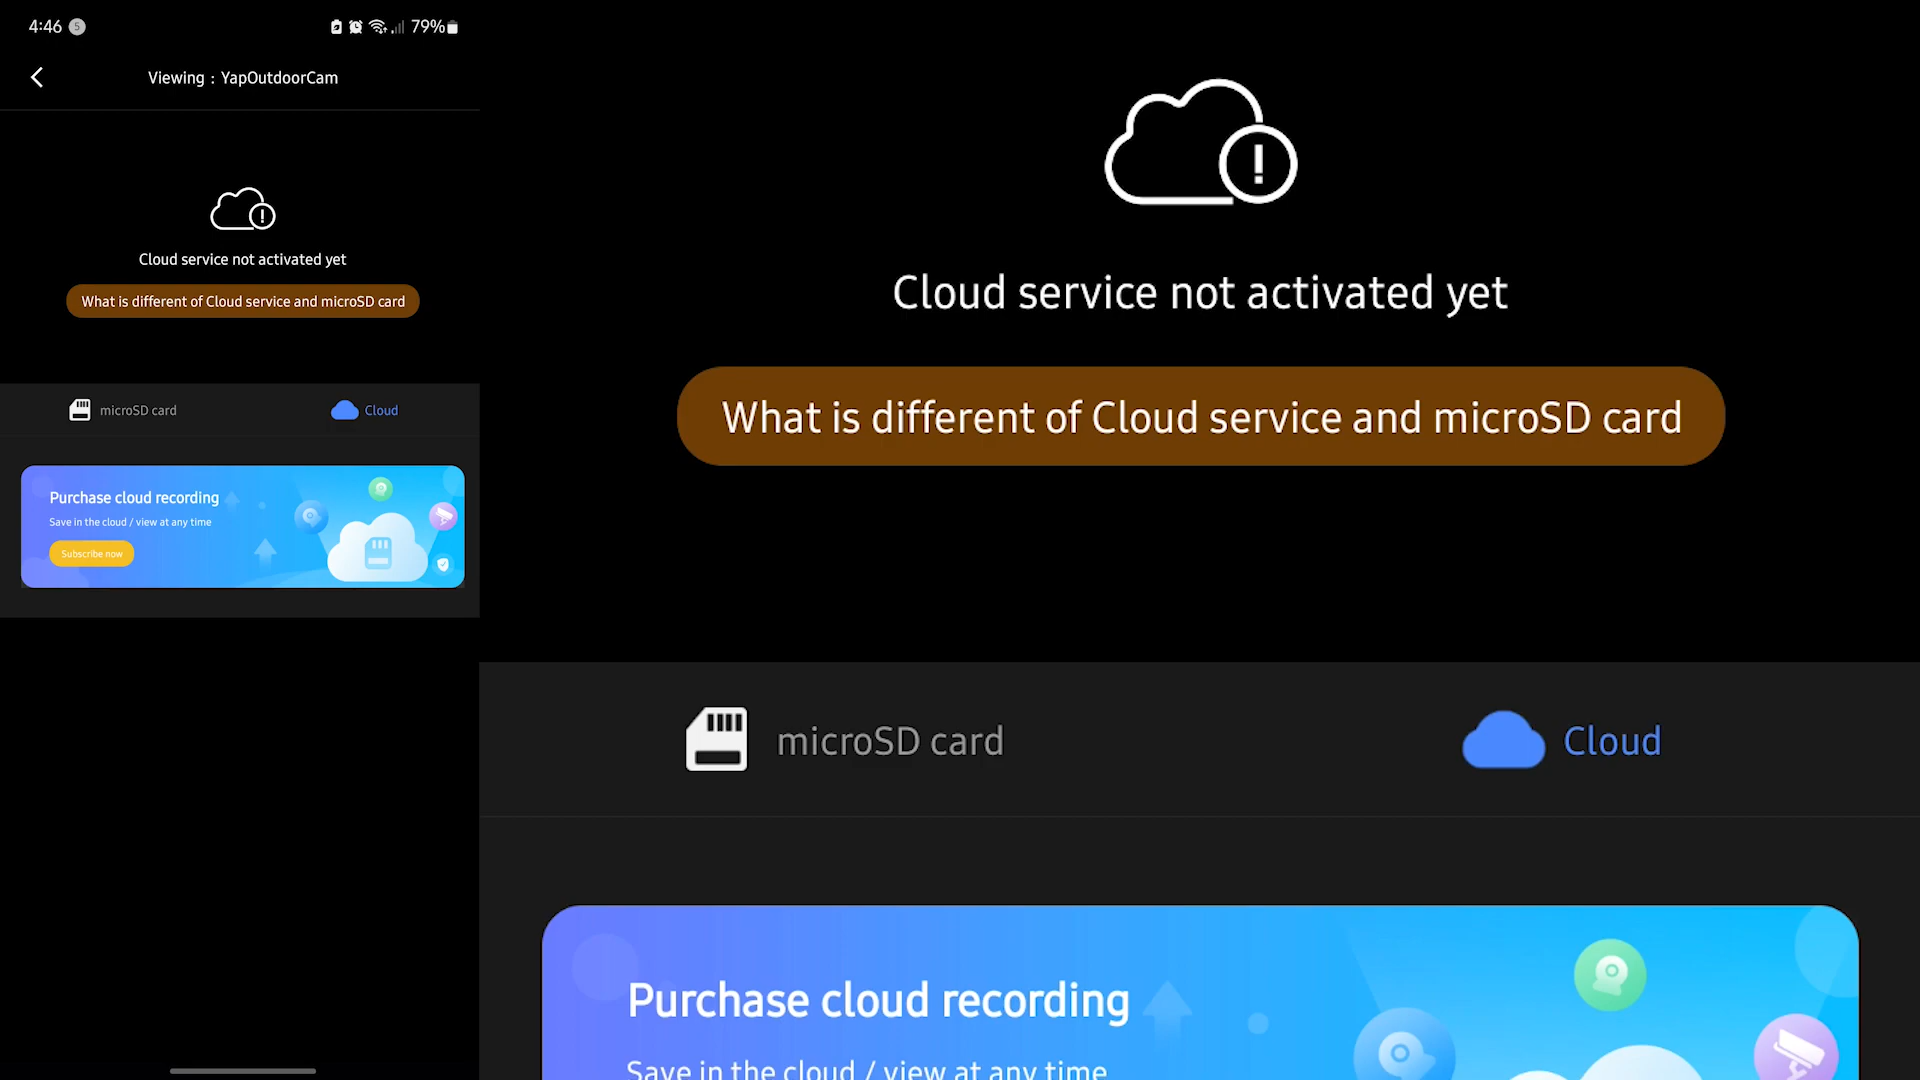 4:46 5
79%
Viewing : YapOutdoorCam
Cloud service not activated yet
What is different of Cloud service and microSD card
microSD card
Cloud
Purchase cloud recording
Save in the cloud / view at any time
Subscribe now
Cloud service not activated yet
What is different of Cloud service and microSD card
microSD card
Cloud
Purchase cloud recording
Save in the cloud / view at any time